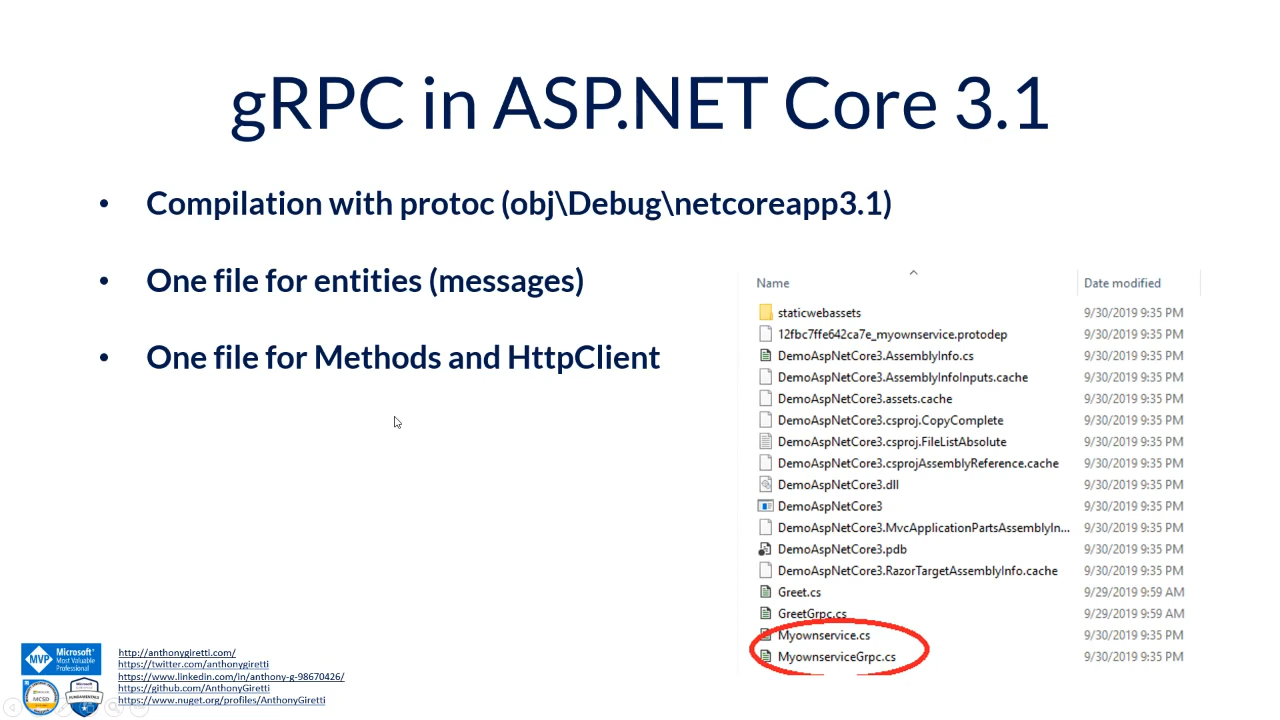 gRPC in ASP.NET Core 3.1
• Compilation with protoc (obj\Debug\netcoreapp3.1)
• One file for entities (messages)
• One file for Methods and HttpClient
Name Date modified
staticwebassets 9/30/2019 9:35 PM
12fbc7ffe642ca7e_myownservice.protodep 9/30/2019 9:35 PM
DemoAspNetCore3.AssemblyInfo.cs 9/30/2019 9:35 PM
DemoAspNetCore3.AssemblyInfoInputs.cache 9/30/2019 9:35 PM
DemoAspNetCore3.assets.cache 9/30/2019 9:35 PM
DemoAspNetCore3.csproj.CopyComplete 9/30/2019 9:35 PM
DemoAspNetCore3.csproj.FileListAbsolute 9/30/2019 9:35 PM
DemoAspNetCore3.csprojAssemblyReference.cache 9/30/2019 9:35 PM
DemoAspNetCore3.dll 9/30/2019 9:35 PM
DemoAspNetCore3 9/30/2019 9:35 PM
DemoAspNetCore3.MvcApplicationPartsAssemblyIn... 9/30/2019 9:35 PM
DemoAspNetCore3.pdb 9/30/2019 9:35 PM
DemoAspNetCore3.RazorTargetAssemblyInfo.cache 9/30/2019 9:35 PM
Greet.cs 9/29/2019 9:59 AM
GreetGrpc.cs 9/29/2019 9:59 AM
Myownservice.cs 9/30/2019 9:35 PM
MyownserviceGrpc.cs 9/30/2019 9:35 PM
MVP
Microsoft®
Most Valuable
Professional
MCSD
FUNDAMENTALS
http://anthonygiretti.com/
https://twitter.com/anthonygiretti
https://www.linkedin.com/in/anthony-g-98670426/
https://github.com/AnthonyGiretti
https://www.nuget.org/profiles/AnthonyGiretti